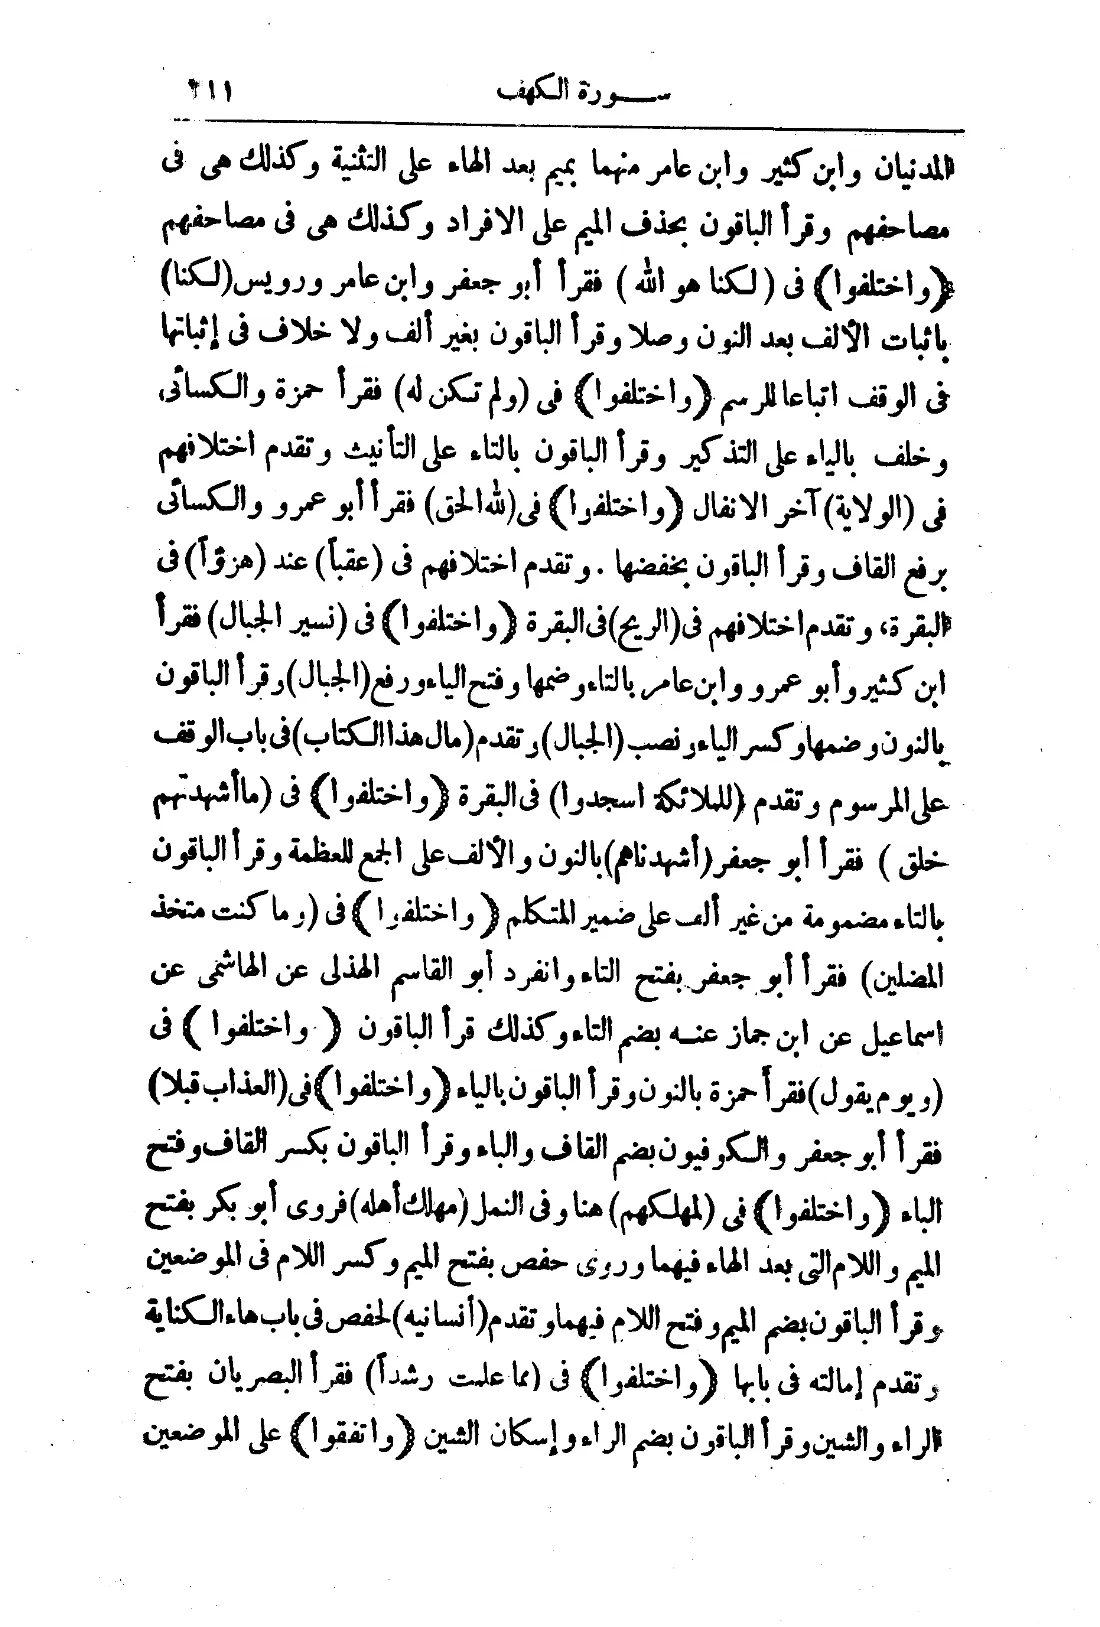 سورة الكهف ٣١١
المدنيان وابن كثير وابن عامر منهما بميم بعد الهاء على التثنية وكذلك هى فى
مصاحفهم وقرأ الباقون بحذف الميم على الافراد وكذلك هى فى مصاحفهم
﴿واختلفوا﴾ فى (لكنا هو الله) فقرأ أبو جعفر وابن عامر ورويس (لكنا)
باثبات الألف بعد النون وصلا وقرأ الباقون بغير ألف ولا خلاف فى إثباتها
فى الوقف اتباعا للرسم ﴿واختلفوا﴾ فى (ولم تكن له) فقرأ حمزة والكسائى
وخلف بالياء على التذكير وقرأ الباقون بالتاء على التأنيث وتقدم اختلافهم
فى (الولاية) آخر الانفال ﴿واختلفوا﴾ فى (لله الحق) فقرأ أبو عمرو والكسائى
برفع القاف وقرأ الباقون بخفضها . وتقدم اختلافهم فى (عقباً) عند (هزؤاً) فى
البقرة، وتقدم اختلافهم فى (الريح) فى البقرة ﴿واختلفوا﴾ فى (نسير الجبال) فقرأ
ابن كثير وأبو عمرو وابن عامر بالتاء وضمها وفتح الياء ورفع (الجبال) وقرأ الباقون
بالنون وضمها وكسر الياء ونصب (الجبال) وتقدم (مال هذا الكتاب) فى باب الوقف
على المرسوم وتقدم (للملائكة اسجدوا) فى البقرة ﴿واختلفوا﴾ فى (ما أشهدتهم
خلق) فقرأ أبو جعفر (أشهدناهم) بالنون والألف على الجمع للعظمة وقرأ الباقون
بالتاء مضمومة من غير ألف على ضمير المتكلم ﴿واختلفوا﴾ فى (وما كنت متخذ
المضلين) فقرأ أبو جعفر بفتح التاء وانفرد أبو القاسم الهذلى عن الهاشمى عن
اسماعيل عن ابن جماز عنه بضم التاء وكذلك قرأ الباقون ﴿واختلفوا﴾ فى
(ويوم يقول) فقرأ حمزة بالنون وقرأ الباقون بالياء ﴿واختلفوا﴾ فى (العذاب قبلا)
فقرأ أبو جعفر والكوفيون بضم القاف والباء وقرأ الباقون بكسر القاف وفتح
الباء ﴿واختلفوا﴾ فى (لمهلكهم) هنا وفى النمل (مهلك أهله) فروى أبو بكر بفتح
الميم واللام التى بعد الهاء فيهما وروى حفص بفتح الميم وكسر اللام فى الموضعين
وقرأ الباقون بضم الميم وفتح اللام فيهما وتقدم (أنسانيه) لحفص فى باب هاء الكناية
وتقدم إمالته فى بابها ﴿واختلفوا﴾ فى (مما علمت رشداً) فقرأ البصريان بفتح
الراء والشين وقرأ الباقون بضم الراء وإسكان الشين ﴿واتفقوا﴾ على الموضعين